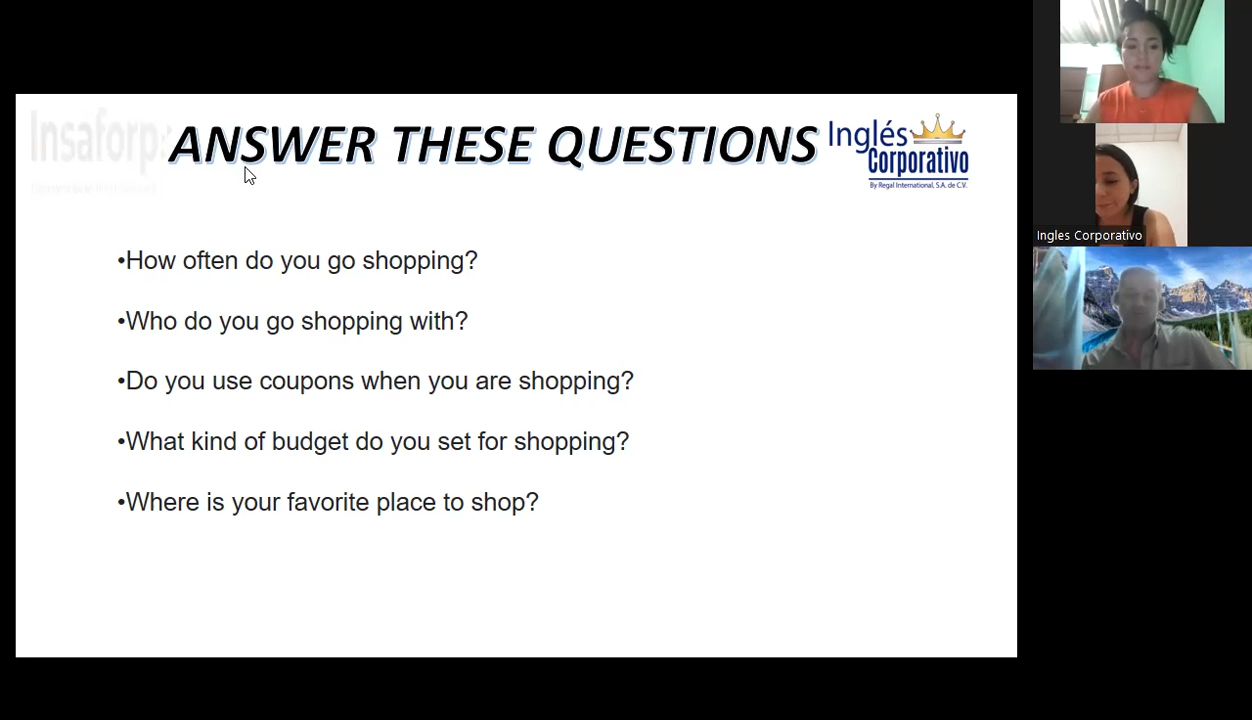 Insaforp
ANSWER THESE QUESTIONS
Inglés
Corporativo
By Regal International, S.A. de C.V.
•How often do you go shopping?
•Who do you go shopping with?
•Do you use coupons when you are shopping?
•What kind of budget do you set for shopping?
•Where is your favorite place to shop?
Ingles Corporativo